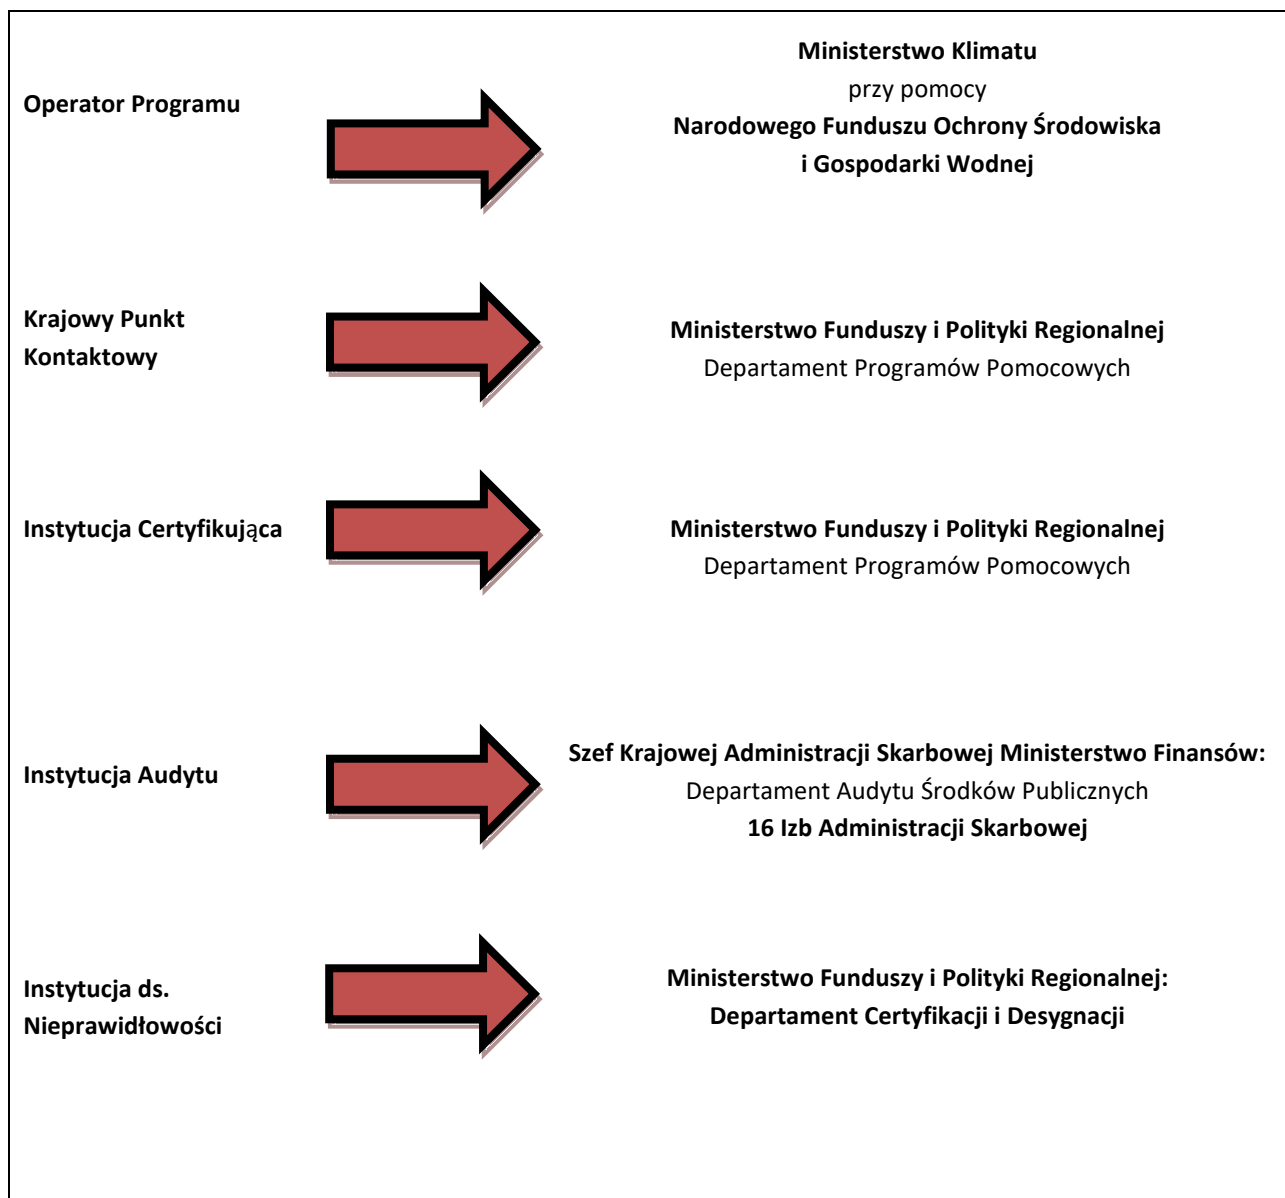 Operator Programu
Ministerstwo Klimatu
przy pomocy
Narodowego Funduszu Ochrony Środowiska
i Gospodarki Wodnej
Krajowy Punkt
Kontaktowy
Ministerstwo Funduszy i Polityki Regionalnej
Departament Programów Pomocowych
Instytucja Certyfikująca
Ministerstwo Funduszy i Polityki Regionalnej
Departament Programów Pomocowych
Instytucja Audytu
Szef Krajowej Administracji Skarbowej Ministerstwo Finansów:
Departament Audytu Środków Publicznych
16 Izb Administracji Skarbowej
Instytucja ds.
Nieprawidłowości
Ministerstwo Funduszy i Polityki Regionalnej:
Departament Certyfikacji i Desygnacji